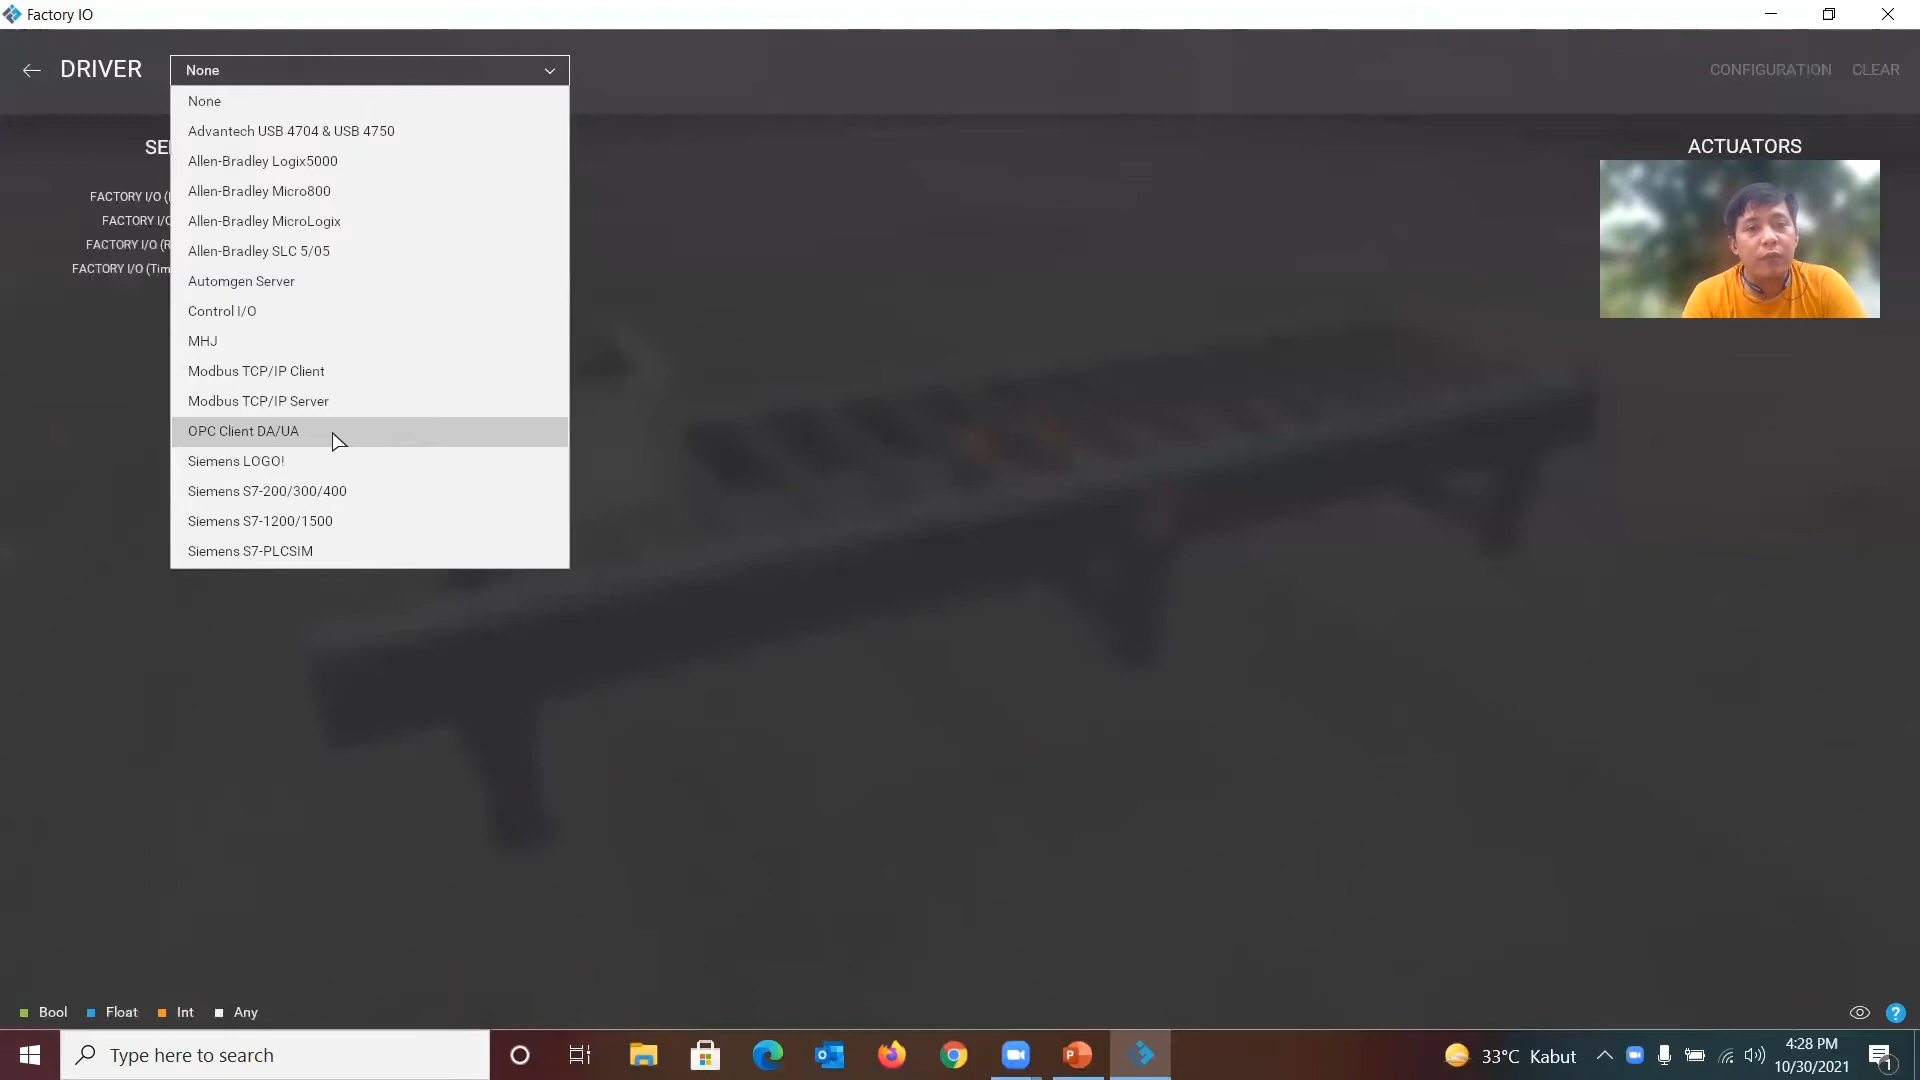 Factory IO
DRIVER
None
CONFIGURATION
CLEAR
None
Advantech USB 4704 & USB 4750
Allen-Bradley Logix5000
Allen-Bradley Micro800
Allen-Bradley MicroLogix
Allen-Bradley SLC 5/05
Automgen Server
Control I/O
MHJ
Modbus TCP/IP Client
Modbus TCP/IP Server
OPC Client DA/UA
Siemens LOGO!
Siemens S7-200/300/400
Siemens S7-1200/1500
Siemens S7-PLCSIM
SE
FACTORY I/O (
FACTORY I/O
FACTORY I/O (R
FACTORY I/O (Tim
ACTUATORS
Bool
Float
Int
Any
?
Type here to search
33°C Kabut
4:28 PM
10/30/2021
1